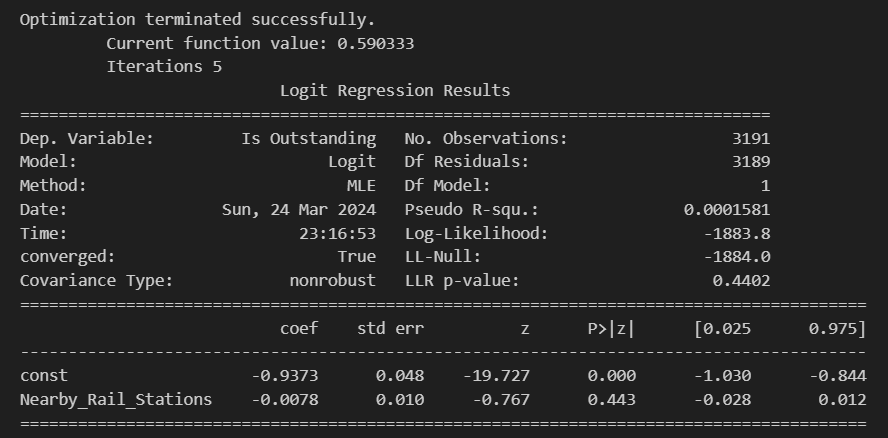 Optimization terminated successfully.
Current function value: 0.590333
Iterations 5
Logit Regression Results
==============================================================================
Dep. Variable: Is Outstanding No. Observations: 3191
Model: Logit Df Residuals: 3189
Method: MLE Df Model: 1
Date: Sun, 24 Mar 2024 Pseudo R-squ.: 0.0001581
Time: 23:16:53 Log-Likelihood: -1883.8
converged: True LL-Null: -1884.0
Covariance Type: nonrobust LLR p-value: 0.4402
========================================================================================
coef std err z P>|z| [0.025 0.975]
----------------------------------------------------------------------------------------
const -0.9373 0.048 -19.727 0.000 -1.030 -0.844
Nearby_Rail_Stations -0.0078 0.010 -0.767 0.443 -0.028 0.012
========================================================================================